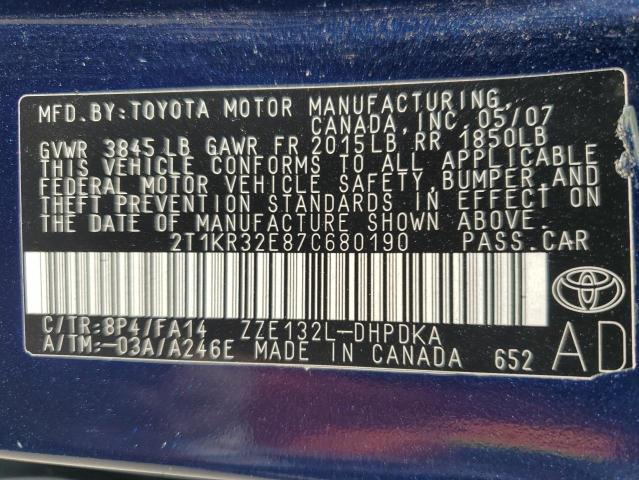 MFD. BY: TOYOTA MOTOR MANUFACTURING,
CANADA, INC. 05/07
GVWR 3845 LB GAWR FR 2015LB RR 1850LB
THIS VEHICLE CONFORMS TO ALL APPLICABLE
FEDERAL MOTOR VEHICLE SAFETY, BUMPER, AND
THEFT PREVENTION STANDARDS IN EFFECT ON
THE DATE OF MANUFACTURE SHOWN ABOVE.
2T1KR32E87C680190 PASS. CAR
C/TR: 8P4/FA14 ZZE132L-DHPDKA
A/TM: -03A/A246E MADE IN CANADA 652 AD